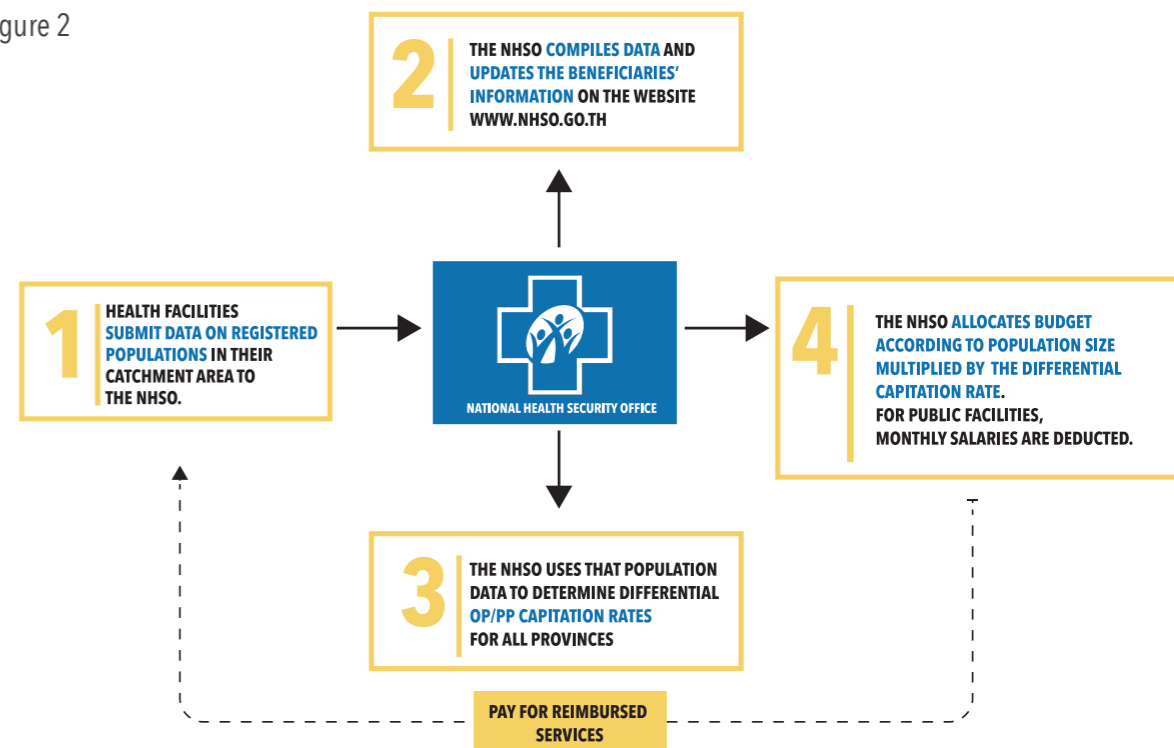 gure 2
1
HEALTH FACILITIES
SUBMIT DATA ON REGISTERED
POPULATIONS IN THEIR
CATCHMENT AREA TO
THE NHSO.
2
THE NHSO COMPILES DATA AND
UPDATES THE BENEFICIARIES'
INFORMATION ON THE WEBSITE
WWW.NHSO.GO.TH
NATIONAL HEALTH SECURITY OFFICE
3
THE NHSO USES THAT POPULATION
DATA TO DETERMINE DIFFERENTIAL
OP/PP CAPITATION RATES
FOR ALL PROVINCES
4
THE NHSO ALLOCATES BUDGET
ACCORDING TO POPULATION SIZE
MULTIPLIED BY THE DIFFERENTIAL
CAPITATION RATE.
FOR PUBLIC FACILITIES,
MONTHLY SALARIES ARE DEDUCTED.
PAY FOR REIMBURSED
SERVICES